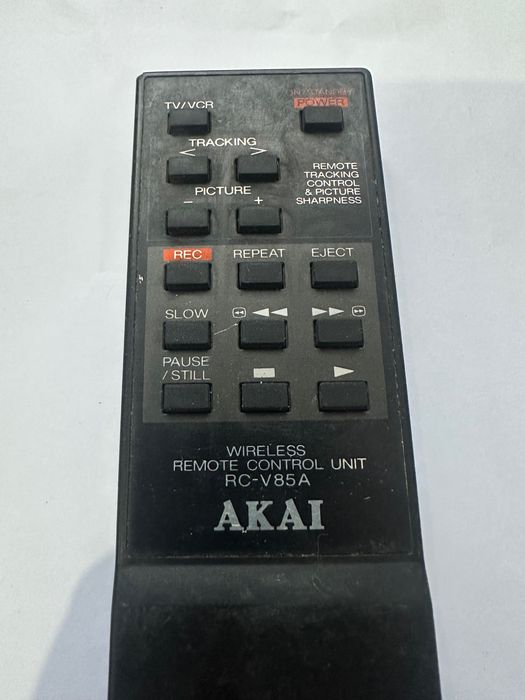 TV/VCR
ON/STANDBY
POWER
TRACKING
< >
PICTURE
- +
REMOTE
TRACKING
CONTROL
& PICTURE
SHARPNESS
REC REPEAT EJECT
SLOW ◀◀ ▶▶
PAUSE
/STILL ■ ▶
WIRELESS
REMOTE CONTROL UNIT
RC-V85A
AKAI